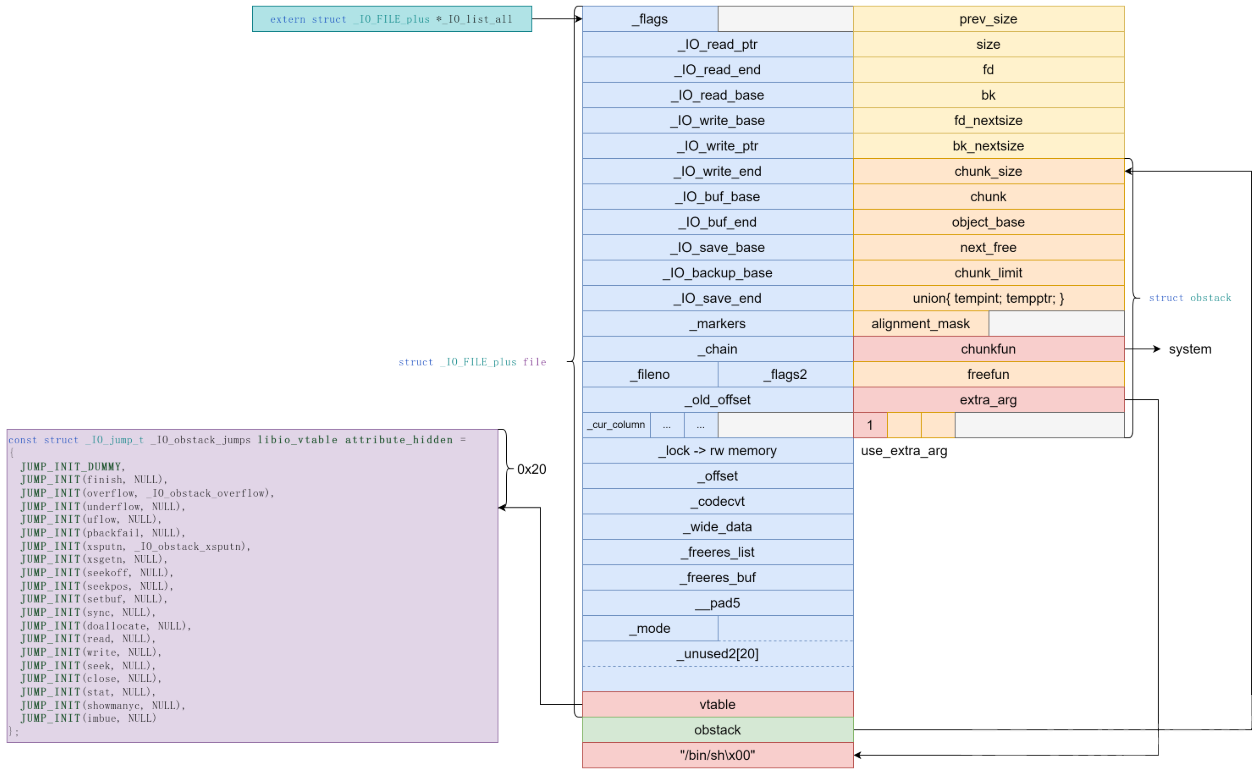 extern struct _IO_FILE_plus *_IO_list_all
_flags
prev_size
_IO_read_ptr
size
_IO_read_end
fd
_IO_read_base
bk
_IO_write_base
fd_nextsize
_IO_write_ptr
bk_nextsize
_IO_write_end
chunk_size
_IO_buf_base
chunk
_IO_buf_end
object_base
_IO_save_base
next_free
_IO_backup_base
chunk_limit
_IO_save_end
union{ tempint; tempptr; }
struct obstack
_markers
alignment_mask
_chain
chunkfun
system
struct _IO_FILE_plus file
_fileno
_flags2
freefun
_old_offset
extra_arg
_cur_column
...
...
1
_lock -> rw memory
use_extra_arg
_offset
_codecvt
_wide_data
_freeres_list
_freeres_buf
__pad5
_mode
_unused2[20]
vtable
obstack
"/bin/sh\x00"
const struct _IO_jump_t _IO_obstack_jumps libio_vtable attribute_hidden =
{
JUMP_INIT_DUMMY,
JUMP_INIT(finish, NULL),
JUMP_INIT(overflow, _IO_obstack_overflow),
JUMP_INIT(underflow, NULL),
JUMP_INIT(uflow, NULL),
JUMP_INIT(pbackfail, NULL),
JUMP_INIT(xsputn, _IO_obstack_xsputn),
JUMP_INIT(xsgetn, NULL),
JUMP_INIT(seekoff, NULL),
JUMP_INIT(seekpos, NULL),
JUMP_INIT(setbuf, NULL),
JUMP_INIT(sync, NULL),
JUMP_INIT(doallocate, NULL),
JUMP_INIT(read, NULL),
JUMP_INIT(write, NULL),
JUMP_INIT(seek, NULL),
JUMP_INIT(close, NULL),
JUMP_INIT(stat, NULL),
JUMP_INIT(showmanyc, NULL),
JUMP_INIT(imbue, NULL)
};
0x20